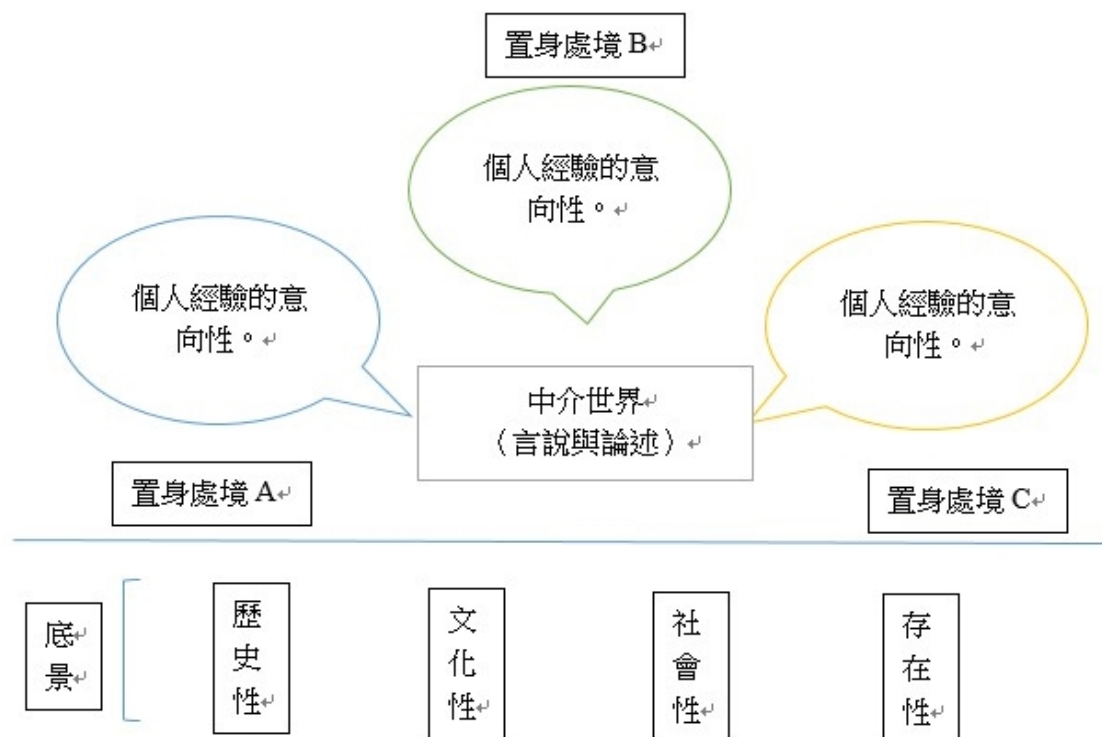 置身處境 B
個人經驗的意
向性。
個人經驗的意
向性。
個人經驗的意
向性。
中介世界
（言說與論述）
置身處境 A
置身處境 C
底景
歷史性
文化性
社會性
存在性